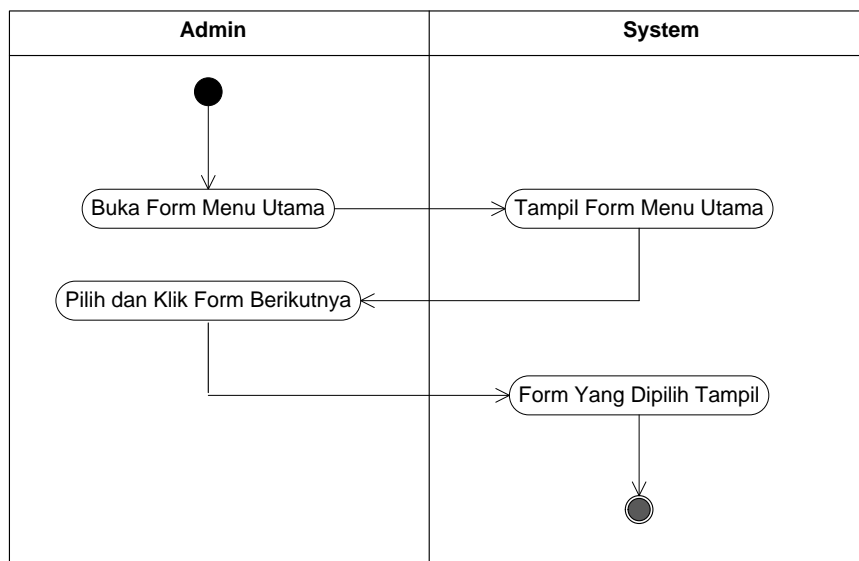 Admin
System
Buka Form Menu Utama
Tampil Form Menu Utama
Pilih dan Klik Form Berikutnya
Form Yang Dipilih Tampil